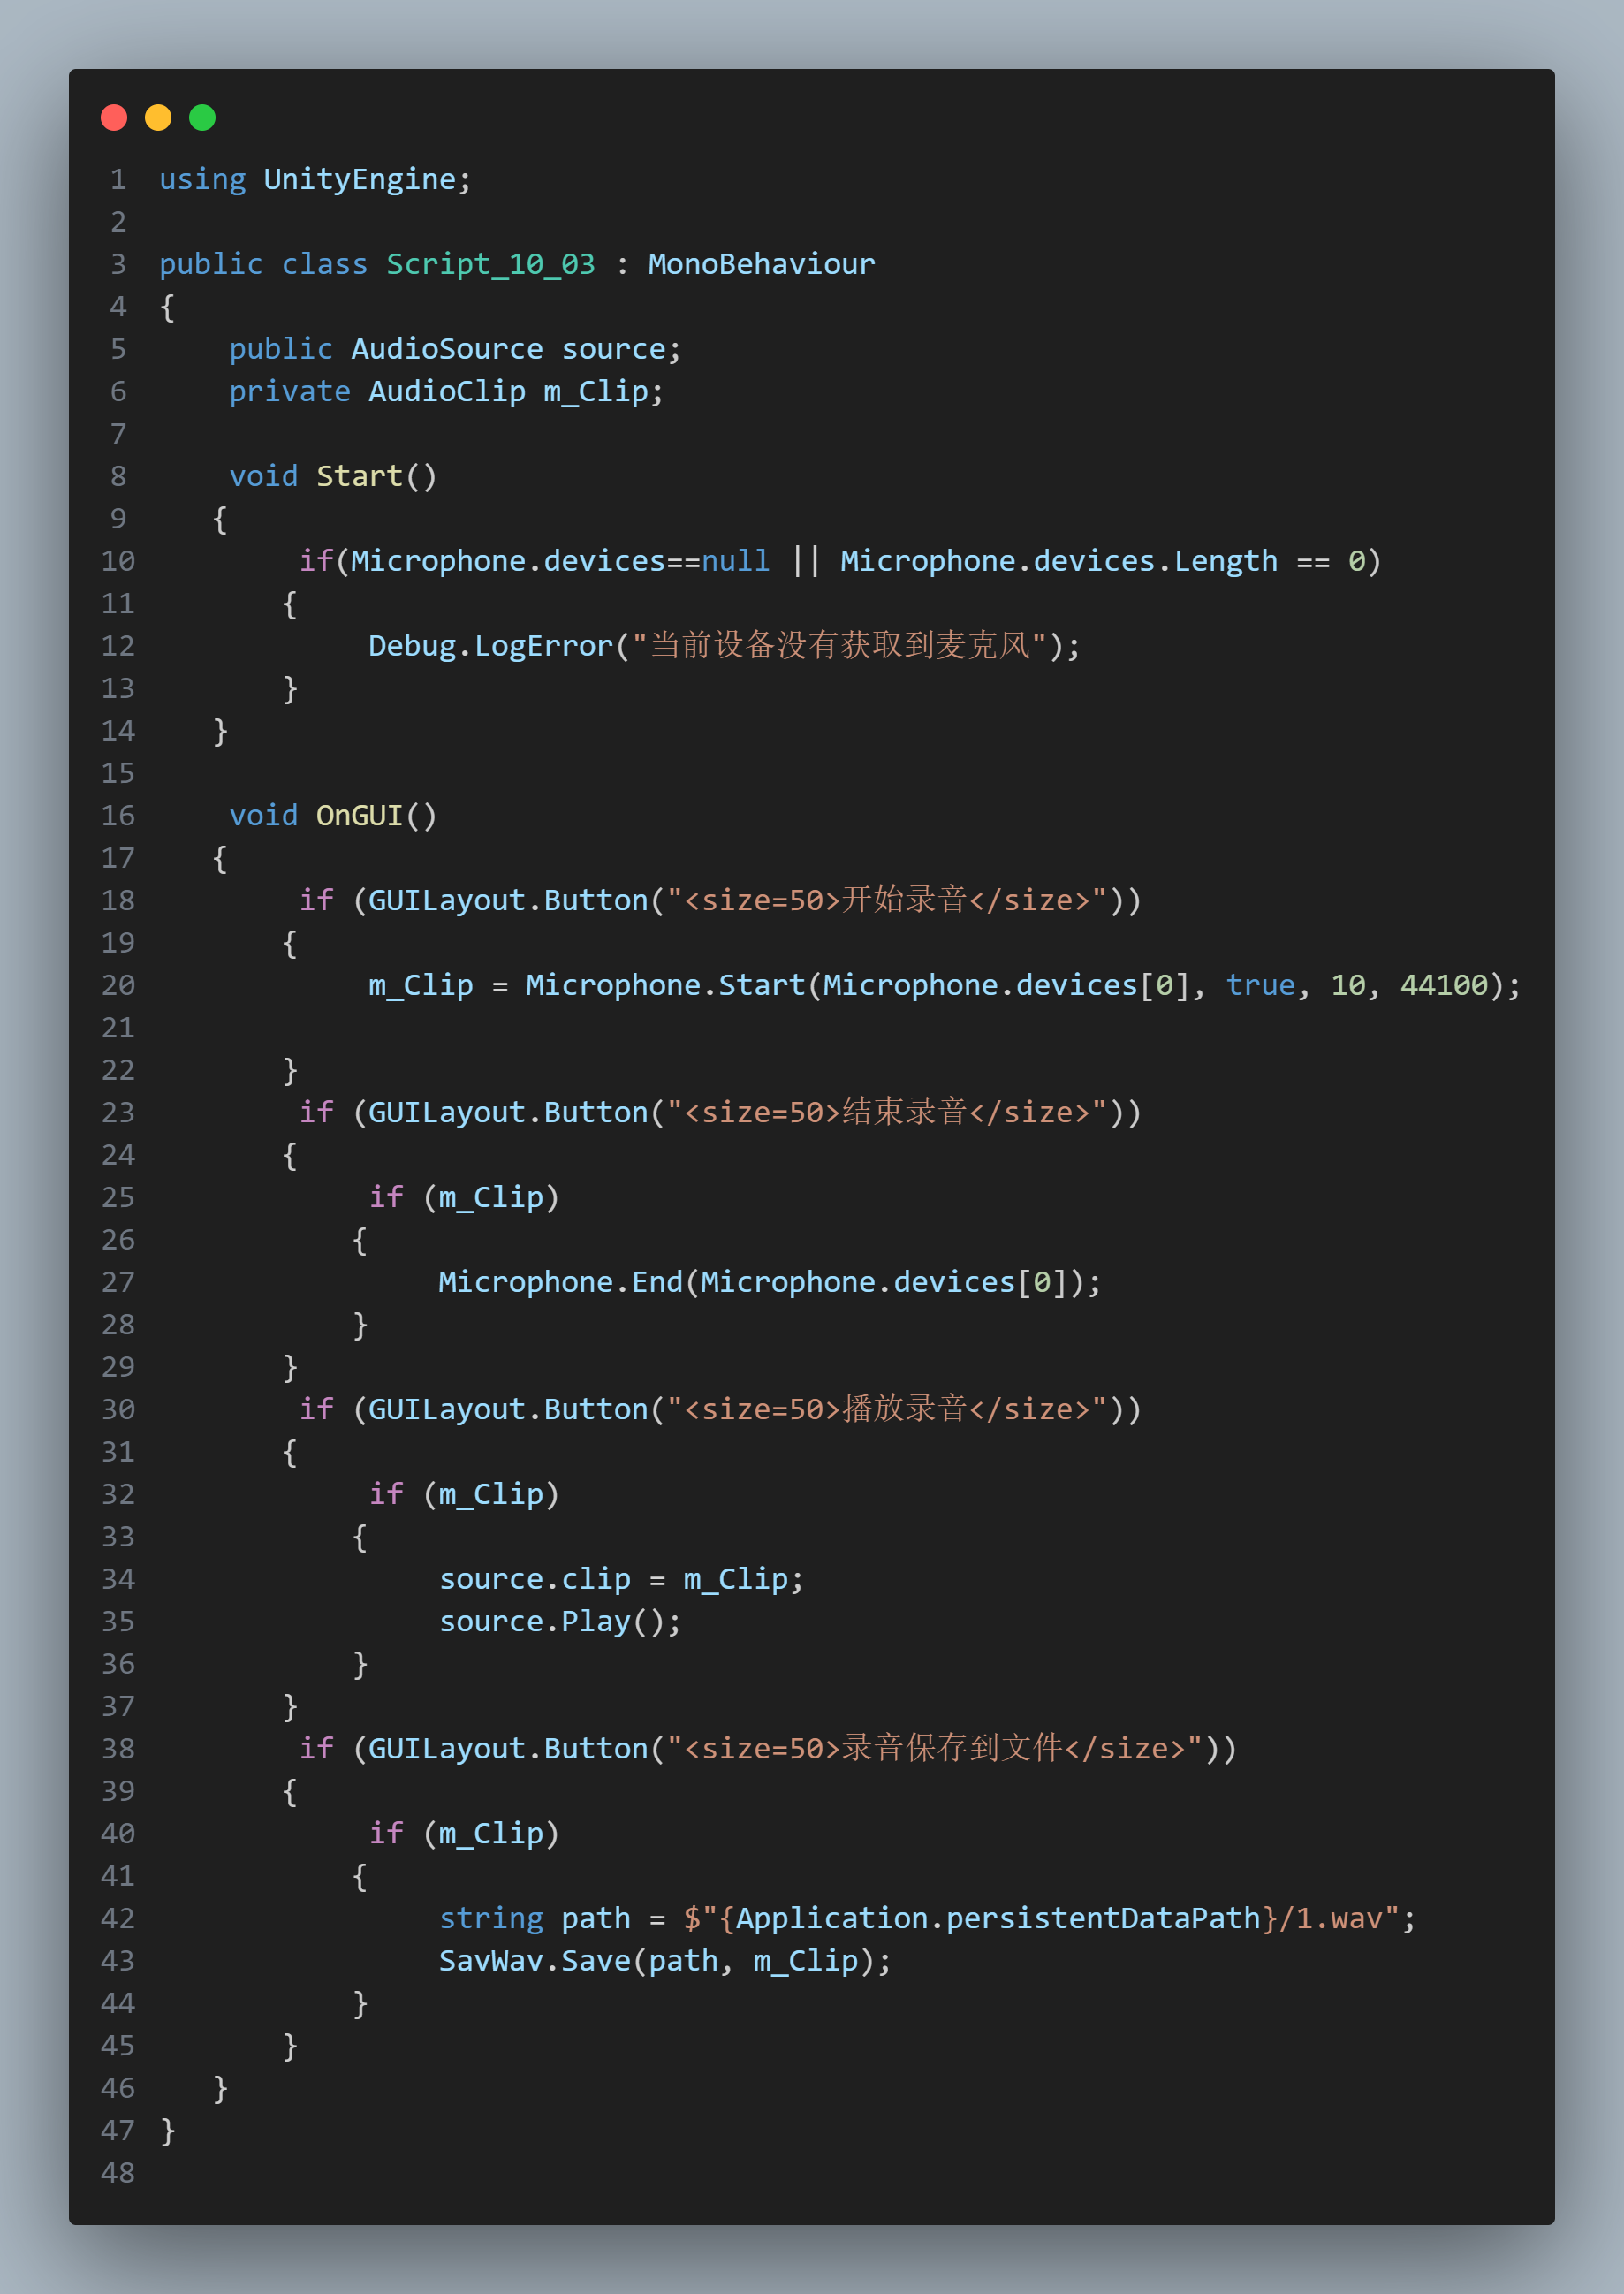 1 using UnityEngine;
2
3 public class Script_10_03 : MonoBehaviour
4 {
5     public AudioSource source;
6     private AudioClip m_Clip;
7
8     void Start()
9    {
10         if(Microphone.devices==null || Microphone.devices.Length == 0)
11        {
12             Debug.LogError("当前设备没有获取到麦克风");
13        }
14    }
15
16     void OnGUI()
17    {
18         if (GUILayout.Button("<size=50>开始录音</size>"))
19        {
20             m_Clip = Microphone.Start(Microphone.devices[0], true, 10, 44100);
21
22        }
23         if (GUILayout.Button("<size=50>结束录音</size>"))
24        {
25             if (m_Clip)
26            {
27                 Microphone.End(Microphone.devices[0]);
28            }
29        }
30         if (GUILayout.Button("<size=50>播放录音</size>"))
31        {
32             if (m_Clip)
33            {
34                 source.clip = m_Clip;
35                 source.Play();
36            }
37        }
38         if (GUILayout.Button("<size=50>录音保存到文件</size>"))
39        {
40             if (m_Clip)
41            {
42                 string path = $"{Application.persistentDataPath}/1.wav";
43                 SavWav.Save(path, m_Clip);
44            }
45        }
46    }
47 }
48